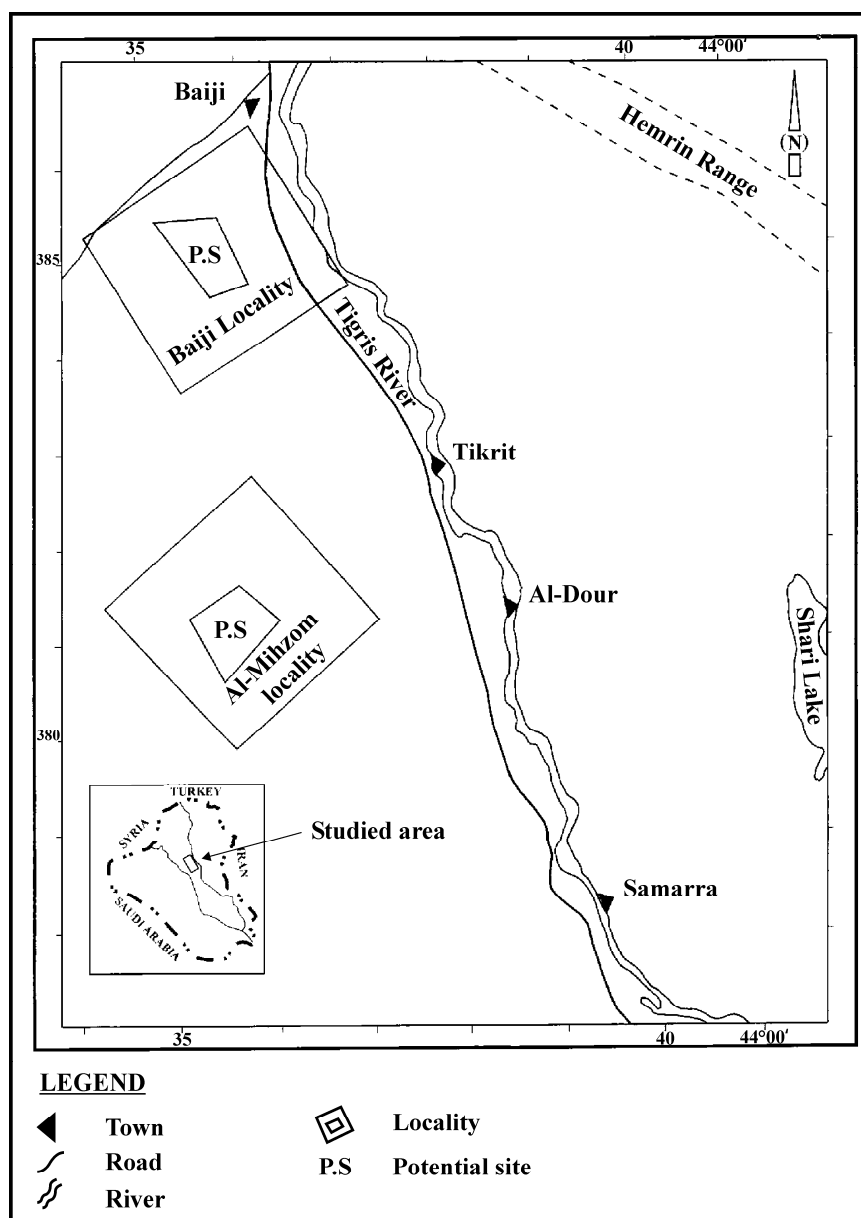 35
40
44°00'
Baiji
(N)
Hemrin Range
385
P.S
Baiji Locality
Tigris River
Tikrit
Al-Dour
P.S
Al-Mihzom
locality
Shari Lake
380
TURKEY
SYRIA
IRAN
SAUDI ARABIA
Studied area
Samarra
35
40
44°00'
LEGEND
Town
Road
River
Locality
P.S Potential site